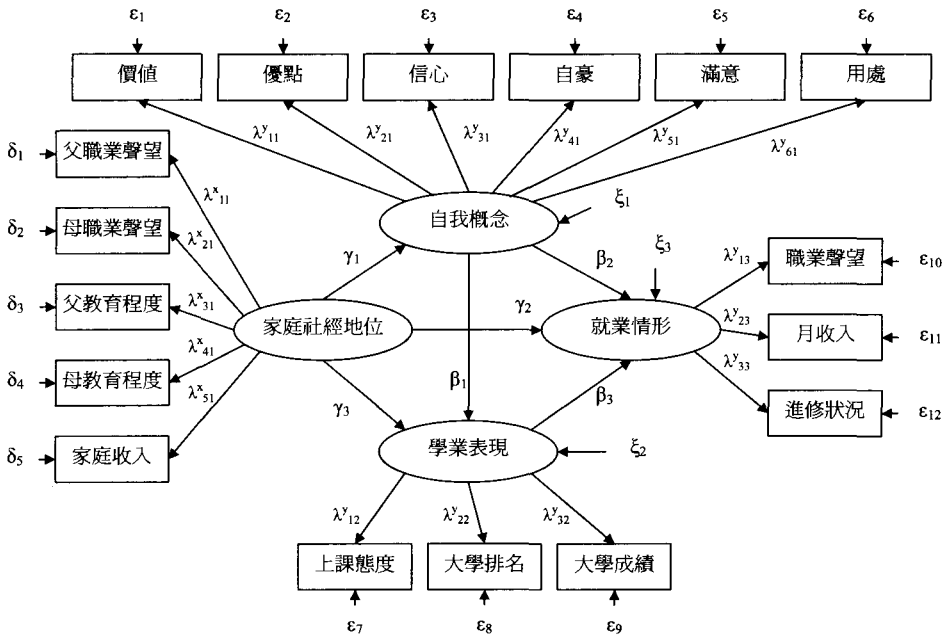 ε1 ε2 ε3 ε4 ε5 ε6
價值 優點 信心 自豪 滿意 用處
λy11 λy21 λy31 λy41 λy51 λy61
δ1 父職業聲望
λx11
δ2 母職業聲望
λx21
δ3 父教育程度
λx31
δ4 母教育程度
λx41
δ5 家庭收入
λx51
自我概念 ξ1
γ1 β2 ξ3
家庭社經地位 γ2 就業情形
γ3 β1 β3
λy13 職業聲望 ε10
λy23 月收入 ε11
λy33 進修狀況 ε12
學業表現 ξ2
λy12 λy22 λy32
上課態度 大學排名 大學成績
ε7 ε8 ε9